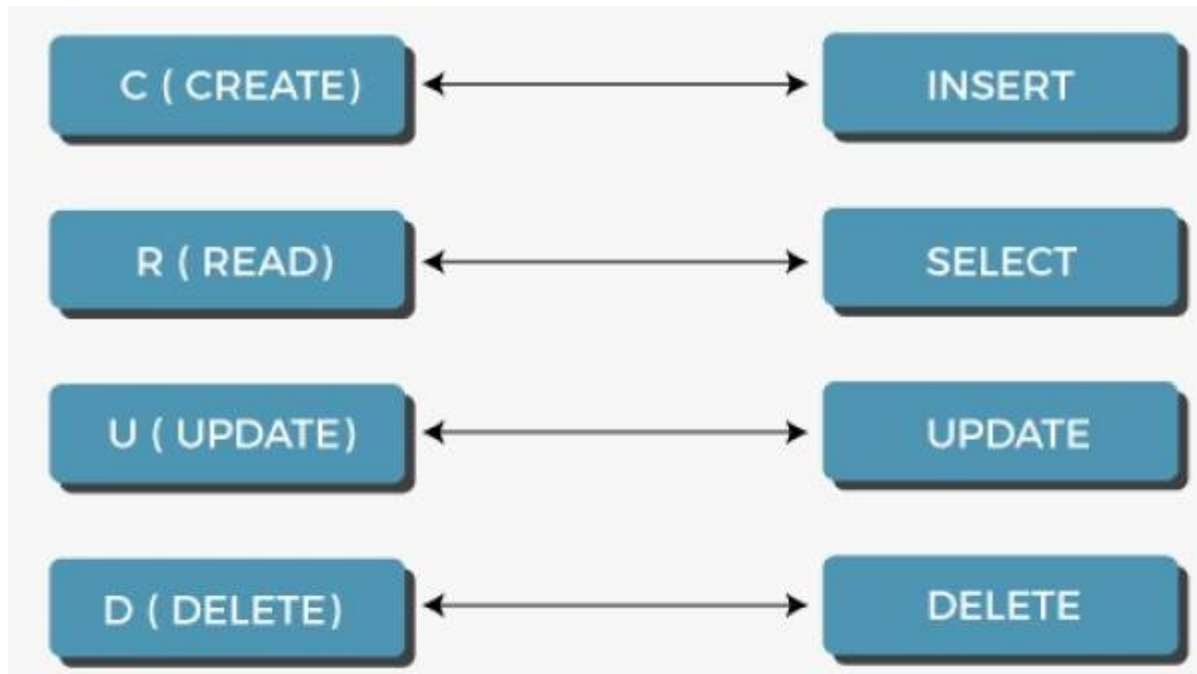 C ( CREATE)
INSERT
R ( READ)
SELECT
U ( UPDATE)
UPDATE
D ( DELETE)
DELETE